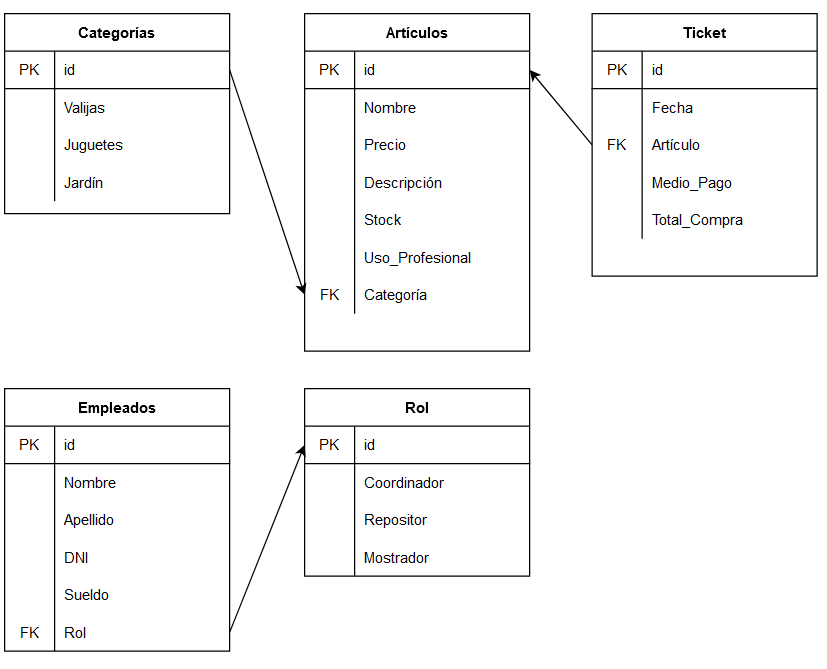 Categorías
PK id
Valijas
Juguetes
Jardín
Artículos
PK id
Nombre
Precio
Descripción
Stock
Uso_Profesional
FK Categoría
Ticket
PK id
Fecha
FK Artículo
Medio_Pago
Total_Compra
Empleados
PK id
Nombre
Apellido
DNI
Sueldo
FK Rol
Rol
PK id
Coordinador
Repositor
Mostrador